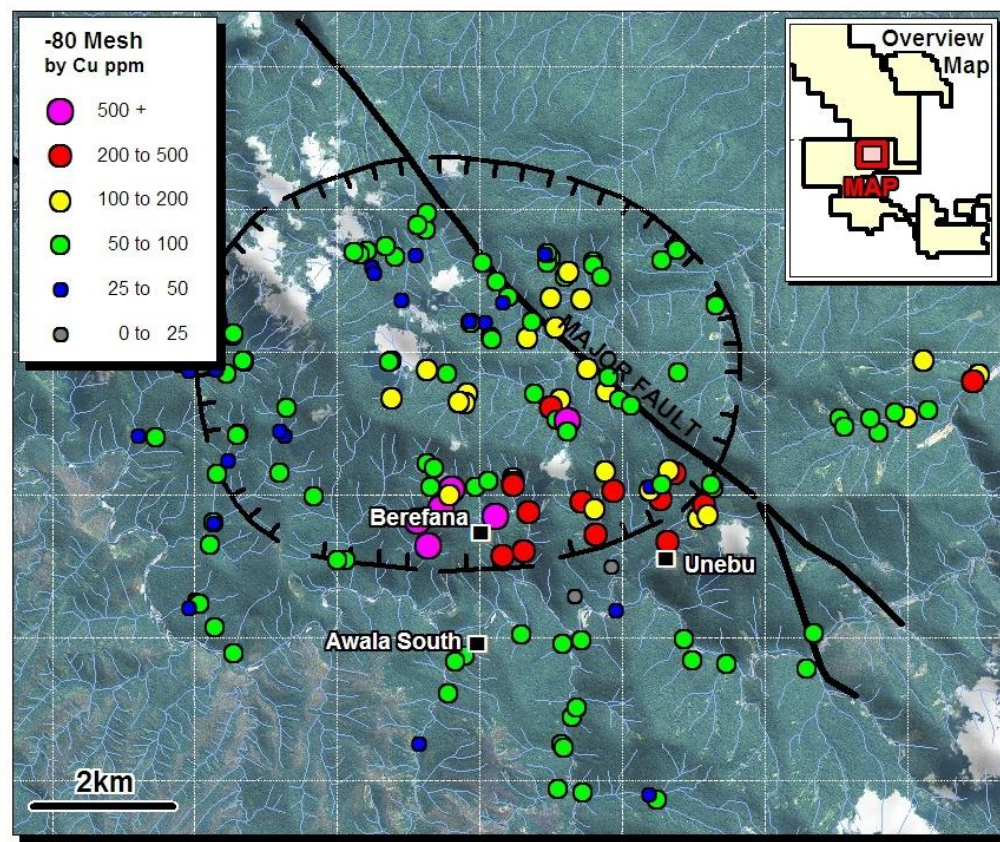 -80 Mesh
by Cu ppm
500 +
200 to 500
100 to 200
50 to 100
25 to 50
0 to 25
Overview
Map
MAP
MAJOR FAULT
Berefana
Unebu
Awala South
2km